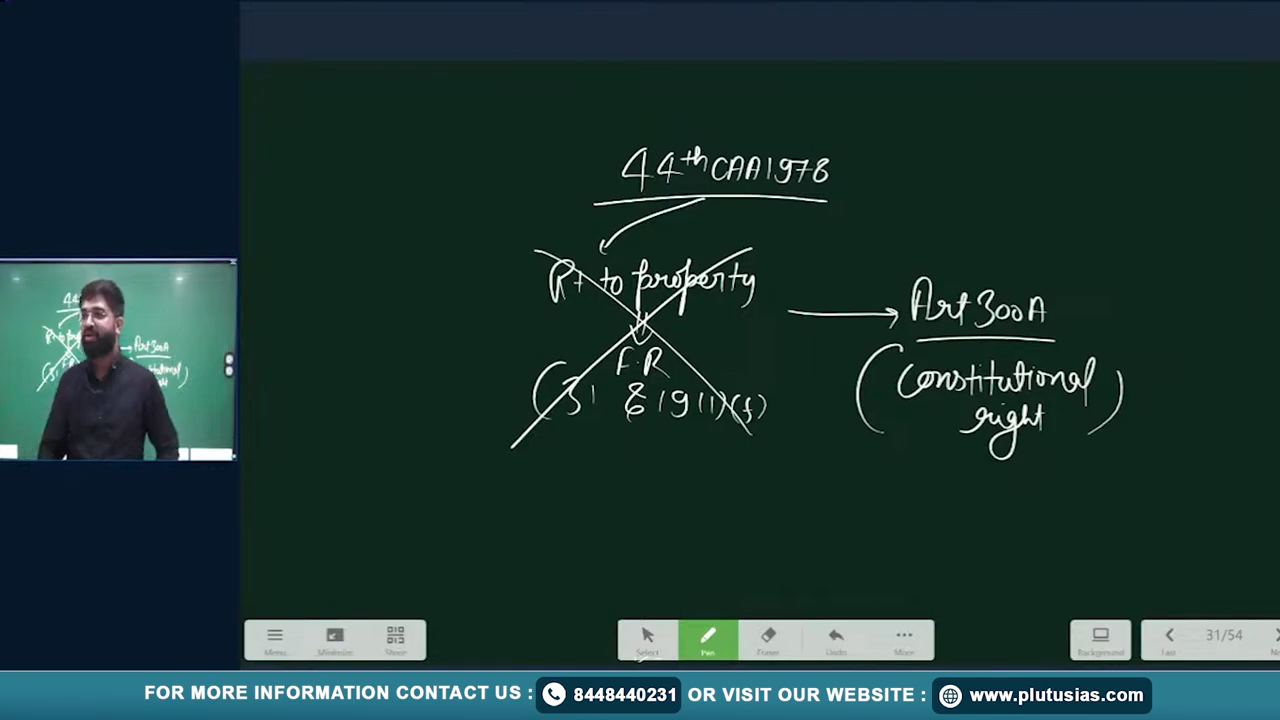 44th CAA 1978
Rt to property
F.R
(31 & 19(1)(f)
Art 300A
(Constitutional
right)
Menu
Minimize
Share
Select
Pen
Eraser
Undo
More
Background
Last
31/54
FOR MORE INFORMATION CONTACT US : 8448440231 OR VISIT OUR WEBSITE : www.plutusias.com